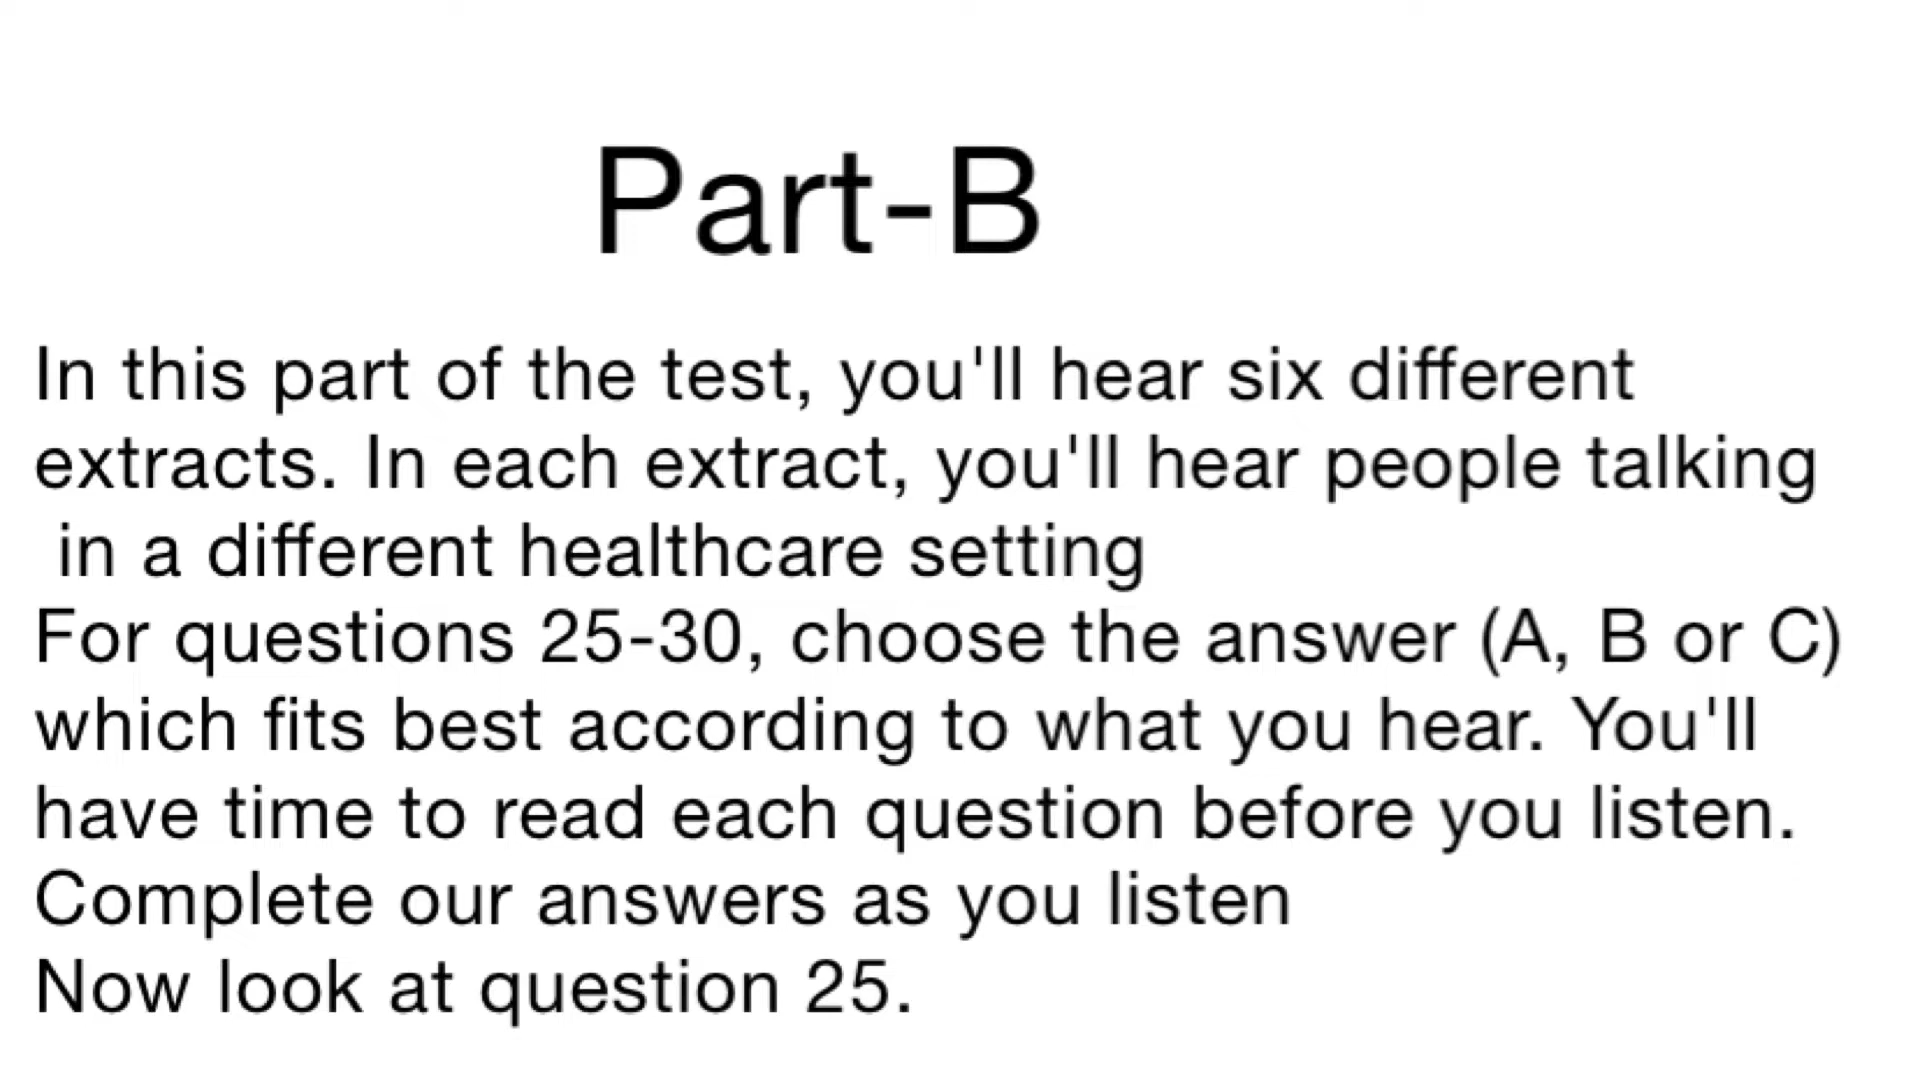 Part-B
In this part of the test, you'll hear six different
extracts. In each extract, you'll hear people talking
in a different healthcare setting
For questions 25-30, choose the answer (A, B or C)
which fits best according to what you hear. You'll
have time to read each question before you listen.
Complete our answers as you listen
Now look at question 25.